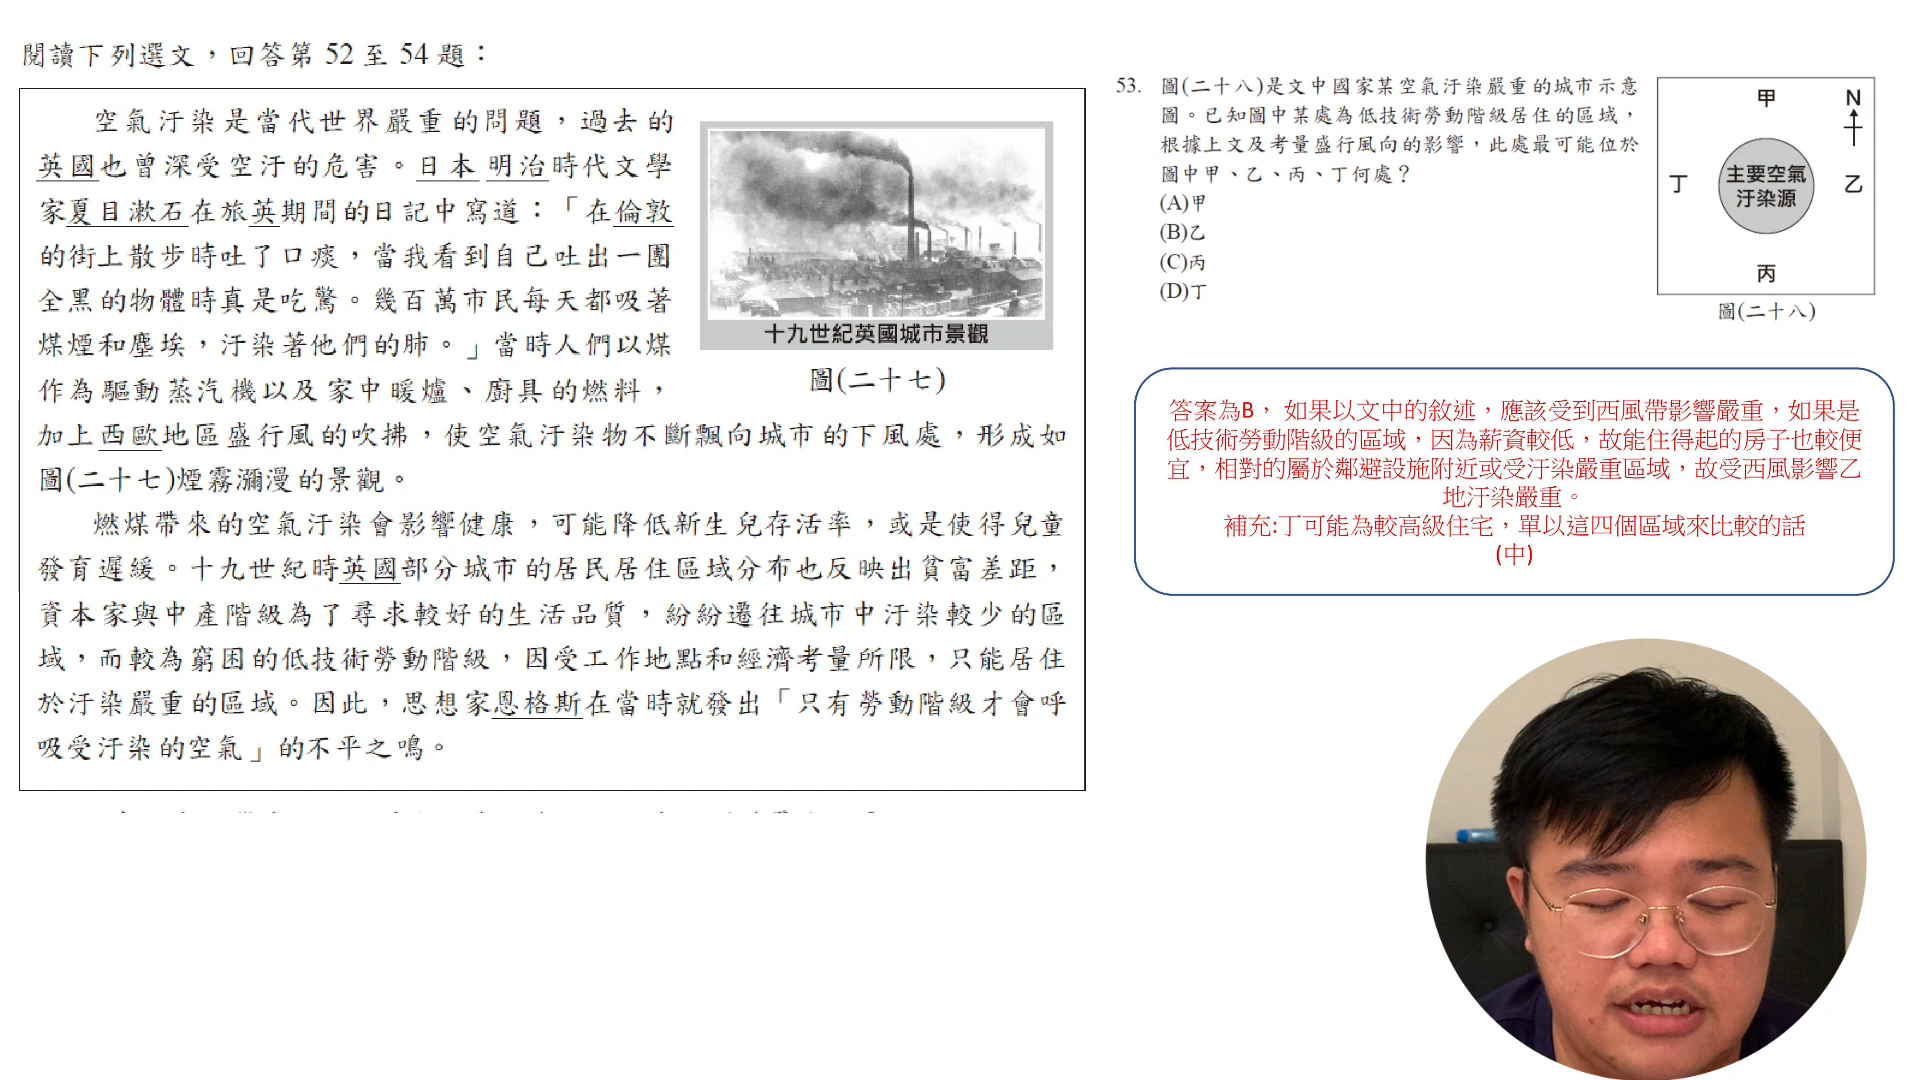 閱讀下列選文，回答第 52 至 54 題：
空氣汙染是當代世界嚴重的問題，過去的
英國也曾深受空汙的危害。日本 明治時代文學
家夏目漱石在旅英期間的日記中寫道：「在倫敦
的街上散步時吐了口痰，當我看到自己吐出一團
全黑的物體時真是吃驚。幾百萬市民每天都吸著
煤煙和塵埃，汙染著他們的肺。」當時人們以煤
作為驅動蒸汽機以及家中暖爐、廚具的燃料，
加上西歐地區盛行風的吹拂，使空氣汙染物不斷飄向城市的下風處，形成如
圖(二十七)煙霧瀰漫的景觀。
十九世紀英國城市景觀
圖(二十七)
燃煤帶來的空氣汙染會影響健康，可能降低新生兒存活率，或是使得兒童
發育遲緩。十九世紀時英國部分城市的居民居住區域分布也反映出貧富差距，
資本家與中產階級為了尋求較好的生活品質，紛紛遷往城市中汙染較少的區
域，而較為窮困的低技術勞動階級，因受工作地點和經濟考量所限，只能居住
於汙染嚴重的區域。因此，思想家恩格斯在當時就發出「只有勞動階級才會呼
吸受汙染的空氣」的不平之鳴。
53. 圖(二十八)是文中國家某空氣汙染嚴重的城市示意
圖。已知圖中某處為低技術勞動階級居住的區域，
根據上文及考量盛行風向的影響，此處最可能位於
圖中甲、乙、丙、丁何處？
(A)甲
(B)乙
(C)丙
(D)丁
甲
N
丁
主要空氣
汙染源
乙
丙
圖(二十八)
答案為B， 如果以文中的敘述，應該受到西風帶影響嚴重，如果是
低技術勞動階級的區域，因為薪資較低，故能住得起的房子也較便
宜，相對的屬於鄰避設施附近或受汙染嚴重區域，故受西風影響乙
地汙染嚴重。
補充:丁可能為較高級住宅，單以這四個區域來比較的話
(中)